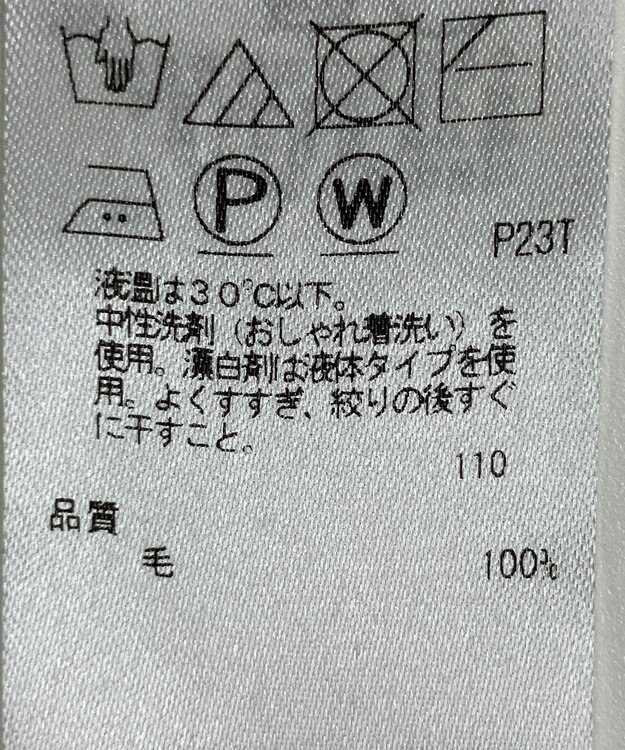 P
W
P23T
液温は30℃以下。
中性洗剤(おしゃれ着洗い)を
使用。漂白剤は液体タイプを使
用。よくすすぎ、絞りの後すぐ
に干すこと。
110
品質
毛 100%